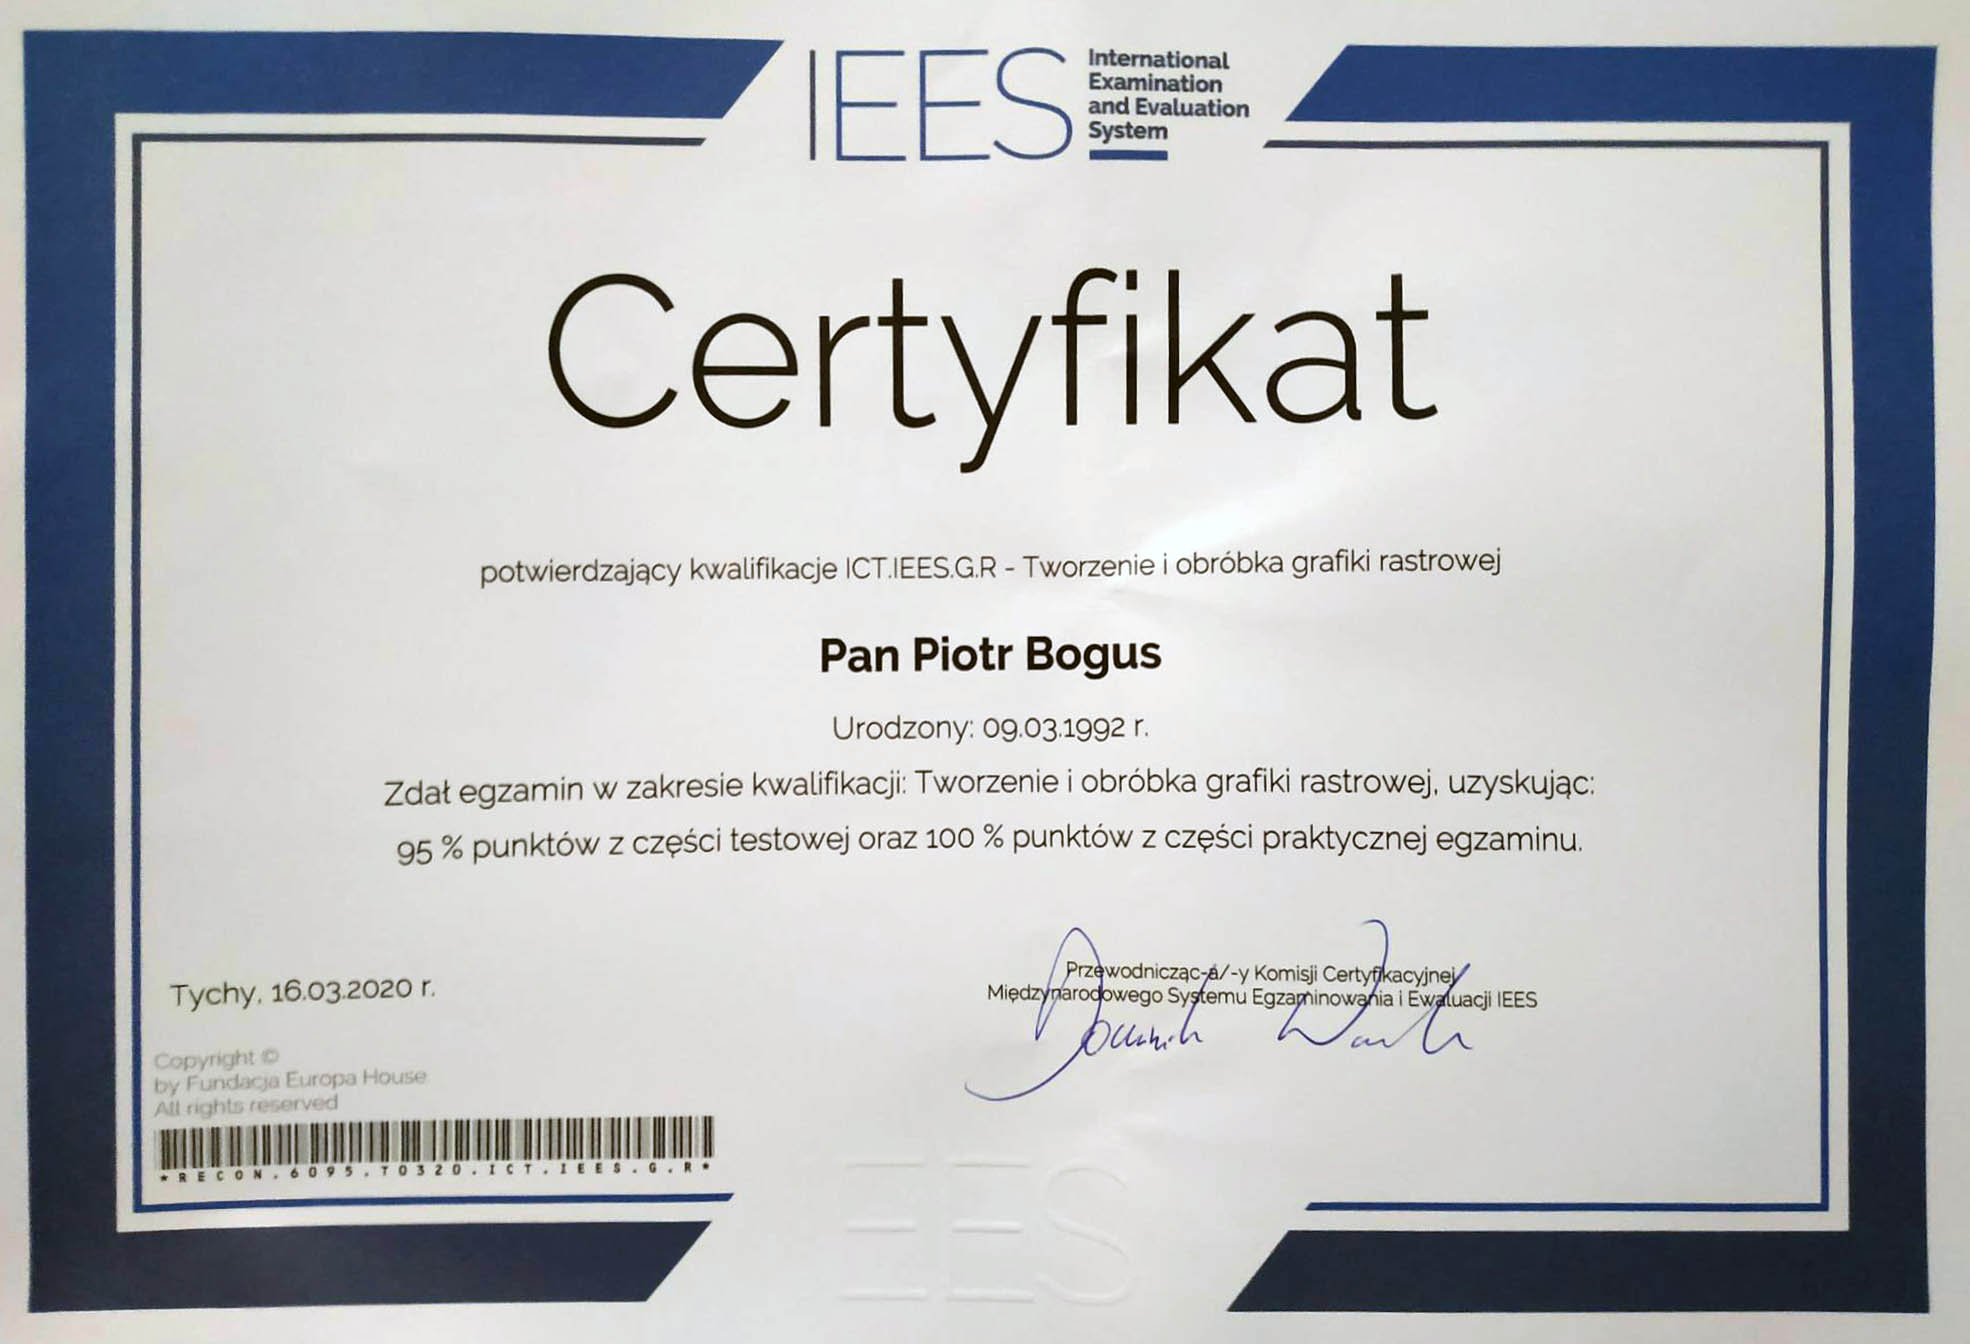 IEES
International
Examination
and Evaluation
System
Certyfikat
potwierdzający kwalifikacje ICT.IEES.G.R - Tworzenie i obróbka grafiki rastrowej
Pan Piotr Bogus
Urodzony: 09.03.1992 r.
Zdał egzamin w zakresie kwalifikacji: Tworzenie i obróbka grafiki rastrowej, uzyskując:
95 % punktów z części testowej oraz 100 % punktów z części praktycznej egzaminu.
Przewodnicząc-a/-y Komisji Certyfikacyjnej
Międzynarodowego Systemu Egzaminowania i Ewaluacji IEES
Tychy, 16.03.2020 r.
Copyright ©
by Fundacja Europa House
All rights reserved
*RECON.6095.T0320.ICT.IEES.G.R*
IEES